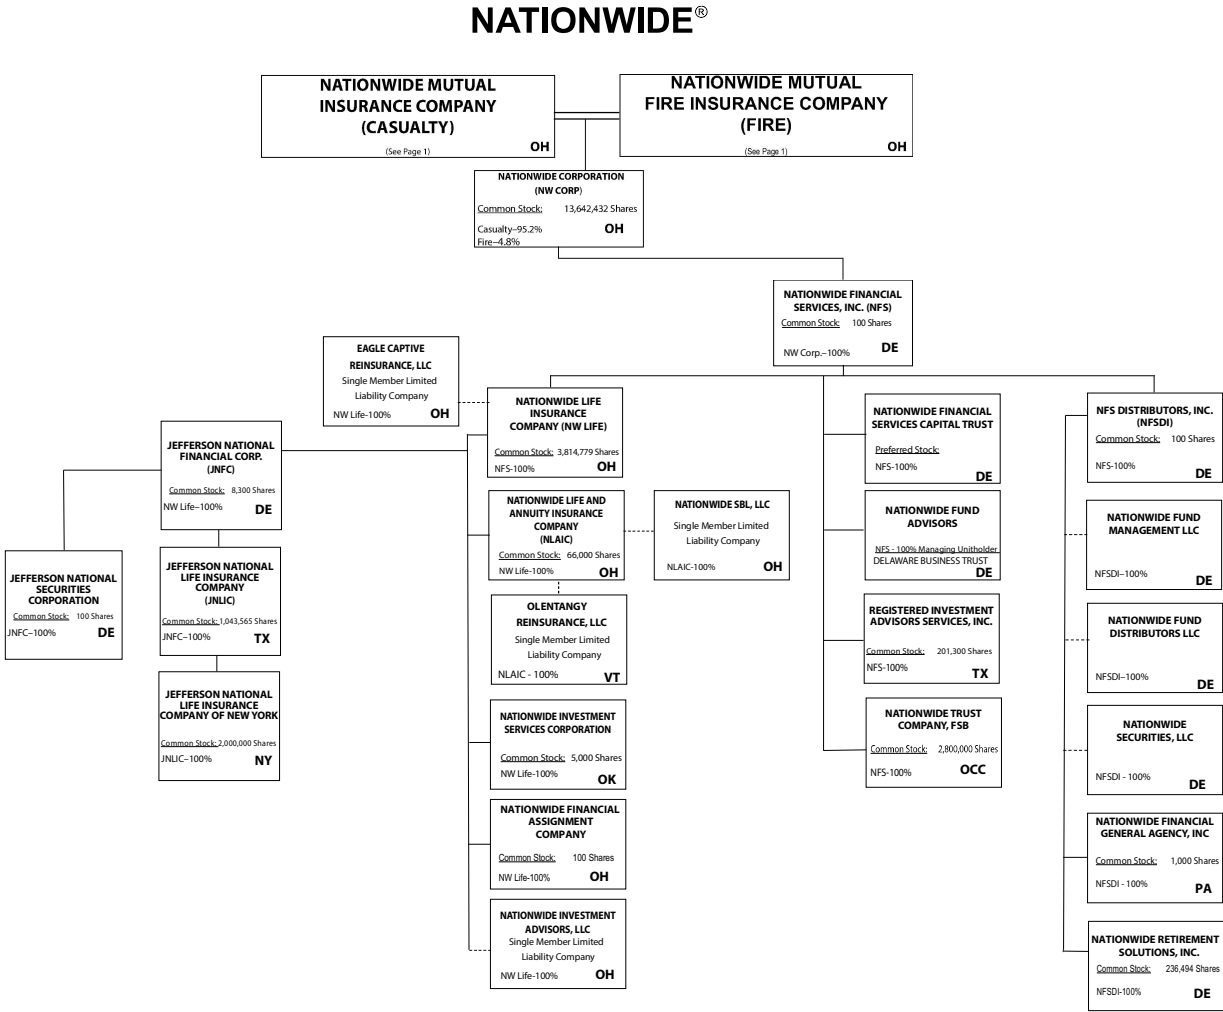 NATIONWIDE®
NATIONWIDE MUTUAL
INSURANCE COMPANY
(CASUALTY)
(See Page 1)
OH
NATIONWIDE MUTUAL
FIRE INSURANCE COMPANY
(FIRE)
(See Page 1)
OH
NATIONWIDE CORPORATION
(NW CORP)
Common Stock: 13,642,432 Shares
Casualty–95.2%
OH
Fire–4.8%
NATIONWIDE FINANCIAL
SERVICES, INC. (NFS)
Common Stock: 100 Shares
NW Corp.–100%
DE
EAGLE CAPTIVE
REINSURANCE, LLC
Single Member Limited
Liability Company
NW Life-100%
OH
NATIONWIDE LIFE
INSURANCE
COMPANY (NW LIFE)
Common Stock: 3,814,779 Shares
NFS-100%
OH
JEFFERSON NATIONAL
FINANCIAL CORP.
(JNFC)
Common Stock: 8,300 Shares
NW Life–100%
DE
JEFFERSON NATIONAL
SECURITIES
CORPORATION
Common Stock: 100 Shares
JNFC–100%
DE
JEFFERSON NATIONAL
LIFE INSURANCE
COMPANY
(JNLIC)
Common Stock: 1,043,565 Shares
JNFC–100%
TX
JEFFERSON NATIONAL
LIFE INSURANCE
COMPANY OF NEW YORK
Common Stock: 2,000,000 Shares
JNLIC–100%
NY
NATIONWIDE LIFE AND
ANNUITY INSURANCE
COMPANY
(NLAIC)
Common Stock: 66,000 Shares
NW Life-100%
OH
NATIONWIDE SBL, LLC
Single Member Limited
Liability Company
NLAIC-100%
OH
OLENTANGY
REINSURANCE, LLC
Single Member Limited
Liability Company
NLAIC - 100%
VT
NATIONWIDE INVESTMENT
SERVICES CORPORATION
Common Stock: 5,000 Shares
NW Life-100%
OK
NATIONWIDE FINANCIAL
ASSIGNMENT
COMPANY
Common Stock: 100 Shares
NW Life-100%
OH
NATIONWIDE INVESTMENT
ADVISORS, LLC
Single Member Limited
Liability Company
NW Life-100%
OH
NATIONWIDE FINANCIAL
SERVICES CAPITAL TRUST
Preferred Stock:
NFS-100%
DE
NATIONWIDE FUND
ADVISORS
NFS - 100% Managing Unitholder
DELAWARE BUSINESS TRUST
DE
REGISTERED INVESTMENT
ADVISORS SERVICES, INC.
Common Stock: 201,300 Shares
NFS-100%
TX
NATIONWIDE TRUST
COMPANY, FSB
Common Stock: 2,800,000 Shares
NFS-100%
OCC
NFS DISTRIBUTORS, INC.
(NFSDI)
Common Stock: 100 Shares
NFS-100%
DE
NATIONWIDE FUND
MANAGEMENT LLC
NFSDI–100%
DE
NATIONWIDE FUND
DISTRIBUTORS LLC
NFSDI–100%
DE
NATIONWIDE
SECURITIES, LLC
NFSDI - 100%
DE
NATIONWIDE FINANCIAL
GENERAL AGENCY, INC
Common Stock: 1,000 Shares
NFSDI - 100%
PA
NATIONWIDE RETIREMENT
SOLUTIONS, INC.
Common Stock: 236,494 Shares
NFSDI-100%
DE